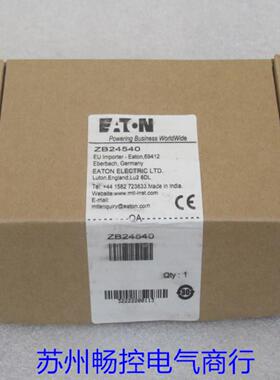 EATON
Powering Business WorldWide
ZB24540
EU Importer - Eaton,69412
Eberbach, Germany
EATON ELECTRIC LTD.
Luton,England,Lu2 8DL
Tel: +44 1582 723633.Made in India.
Website:www.mtl-inst.com
E-mail:
mtlenquiry@eaton.com
CE
-QA-
ZB24540
Qty : 1
30
苏州畅控电气商行